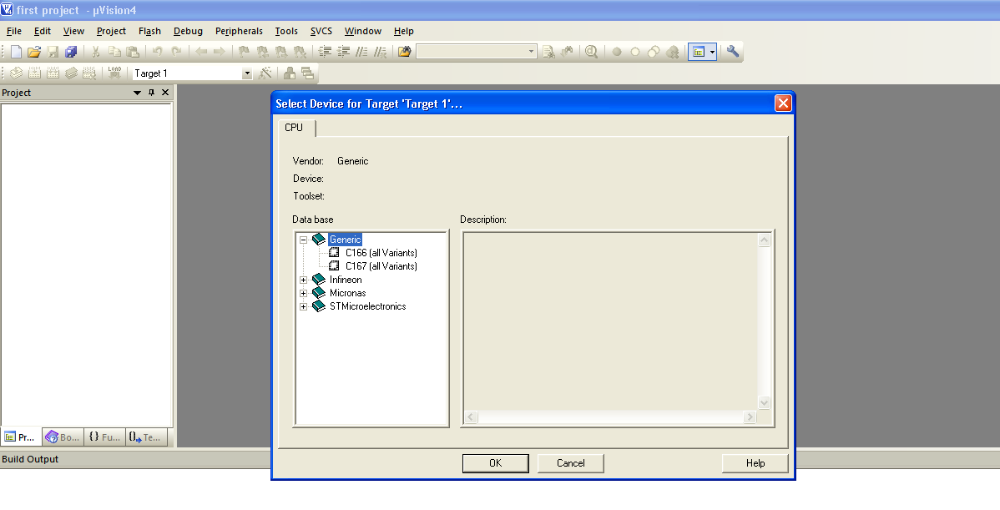 first project - µVision4
File Edit View Project Flash Debug Peripherals Tools SVCS Window Help
LOAD Target 1
Project
Select Device for Target 'Target 1'...
CPU
Vendor: Generic
Device:
Toolset:
Data base Description:
Generic
C166 (all Variants)
C167 (all Variants)
Infineon
Micronas
STMicroelectronics
Pr... Bo... {} Fu... Te...
Build Output
OK Cancel Help